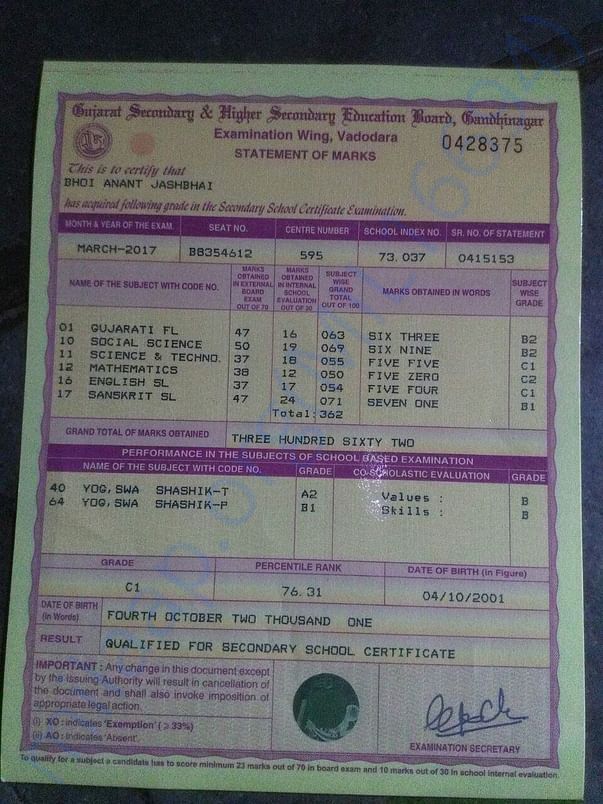 Gujarat Secondary & Higher Secondary Education Board, Gandhinagar
Examination Wing, Vadodara
0428375
STATEMENT OF MARKS
This is to certify that
BHOI ANANT JASHBHAI
has acquired following grade in the Secondary School Certificate Examination.
MONTH & YEAR OF THE EXAM. SEAT NO. CENTRE NUMBER SCHOOL INDEX NO. SR. NO. OF STATEMENT
MARCH-2017 B8354612 595 73.037 0415153
NAME OF THE SUBJECT WITH CODE NO. MARKS OBTAINED IN EXTERNAL BOARD EXAM OUT OF 70 MARKS OBTAINED IN INTERNAL SCHOOL EVALUATION OUT OF 30 SUBJECT WISE GRAND TOTAL OUT OF 100 MARKS OBTAINED IN WORDS SUBJECT WISE GRADE
01 GUJARATI FL 47 16 063 SIX THREE B2
10 SOCIAL SCIENCE 50 19 069 SIX NINE B2
11 SCIENCE & TECHNO. 37 18 055 FIVE FIVE C1
12 MATHEMATICS 38 12 050 FIVE ZERO C2
16 ENGLISH SL 37 17 054 FIVE FOUR C1
17 SANSKRIT SL 47 24 071 SEVEN ONE B1
Total:362
GRAND TOTAL OF MARKS OBTAINED THREE HUNDRED SIXTY TWO
PERFORMANCE IN THE SUBJECTS OF SCHOOL BASED EXAMINATION
NAME OF THE SUBJECT WITH CODE NO. GRADE CO-SCHOLASTIC EVALUATION GRADE
40 YOG,SWA SHASHIK-T A2 Values : B
64 YOG,SWA SHASHIK-P B1 Skills : B
GRADE PERCENTILE RANK DATE OF BIRTH (in Figure)
C1 76.31 04/10/2001
DATE OF BIRTH (in Words) FOURTH OCTOBER TWO THOUSAND ONE
RESULT QUALIFIED FOR SECONDARY SCHOOL CERTIFICATE
IMPORTANT : Any change in this document except
by the issuing Authority will result in cancellation of
the document and shall also invoke imposition of
appropriate legal action.
(i) XO : indicates 'Exemption' ( ≥ 33%)
(ii) AO : Indicates 'Absent'.
EXAMINATION SECRETARY
To qualify for a subject a candidate has to score minimum 23 marks out of 70 in board exam and 10 marks out of 30 in school internal evaluation.